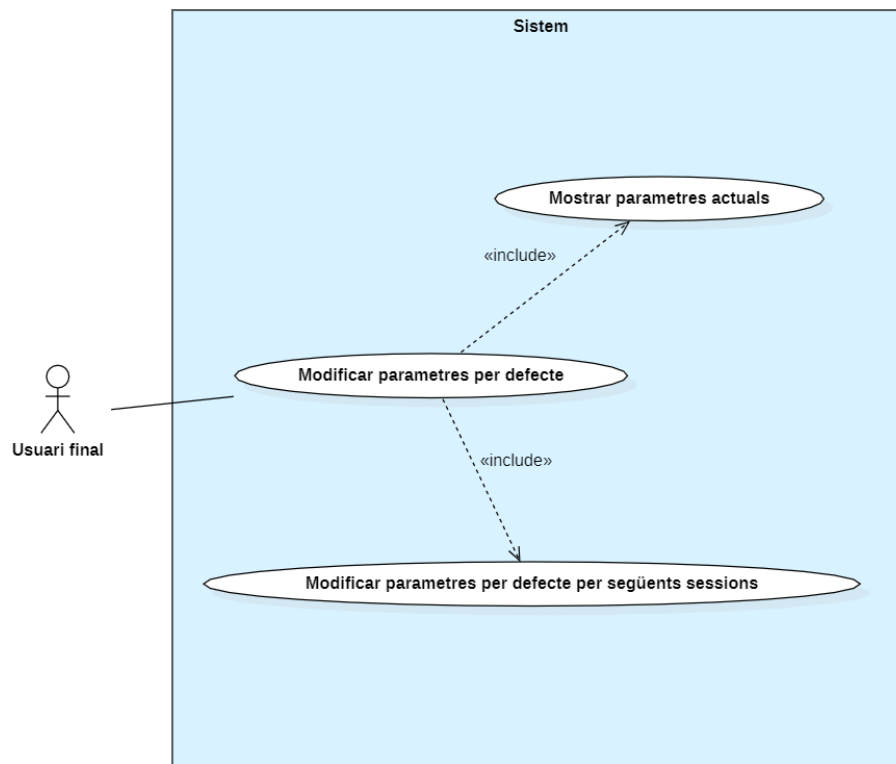 Sistem
Mostrar parametres actuals
«include»
Modificar parametres per defecte
Usuari final
«include»
Modificar parametres per defecte per següents sessions